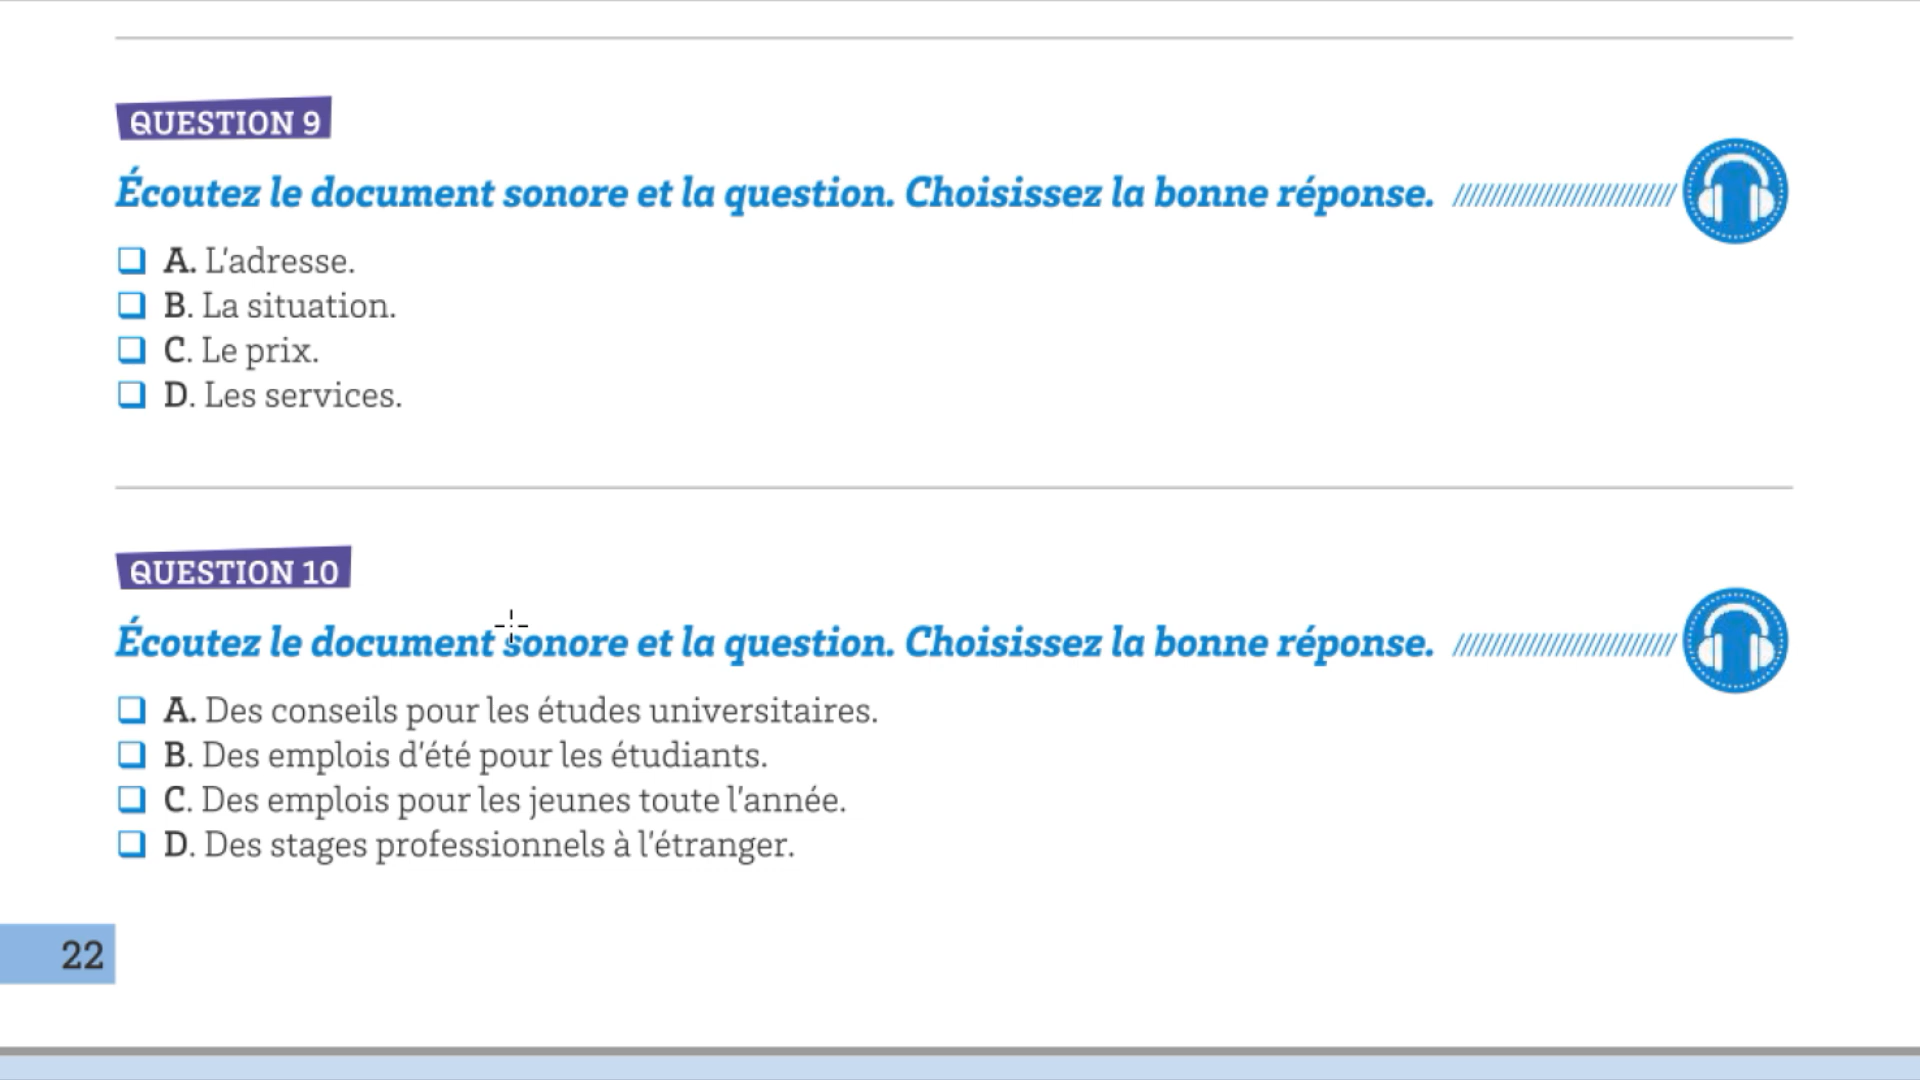 QUESTION 9
Écoutez le document sonore et la question. Choisissez la bonne réponse.
A. L'adresse.
B. La situation.
C. Le prix.
D. Les services.
QUESTION 10
Écoutez le document sonore et la question. Choisissez la bonne réponse.
A. Des conseils pour les études universitaires.
B. Des emplois d'été pour les étudiants.
C. Des emplois pour les jeunes toute l'année.
D. Des stages professionnels à l'étranger.
22